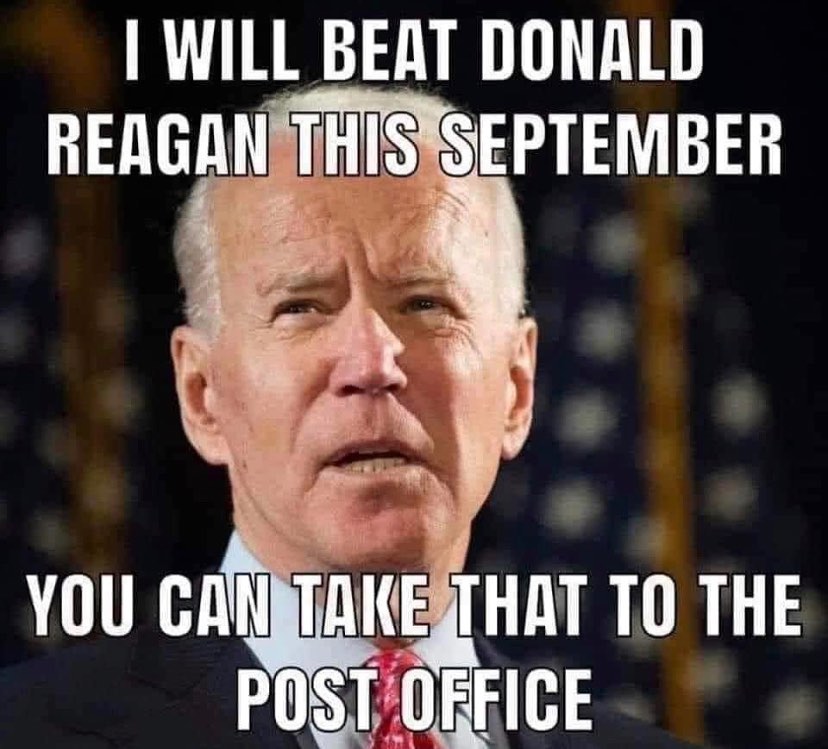 I WILL BEAT DONALD
REAGAN THIS SEPTEMBER
YOU CAN TAKE THAT TO THE
POST OFFICE